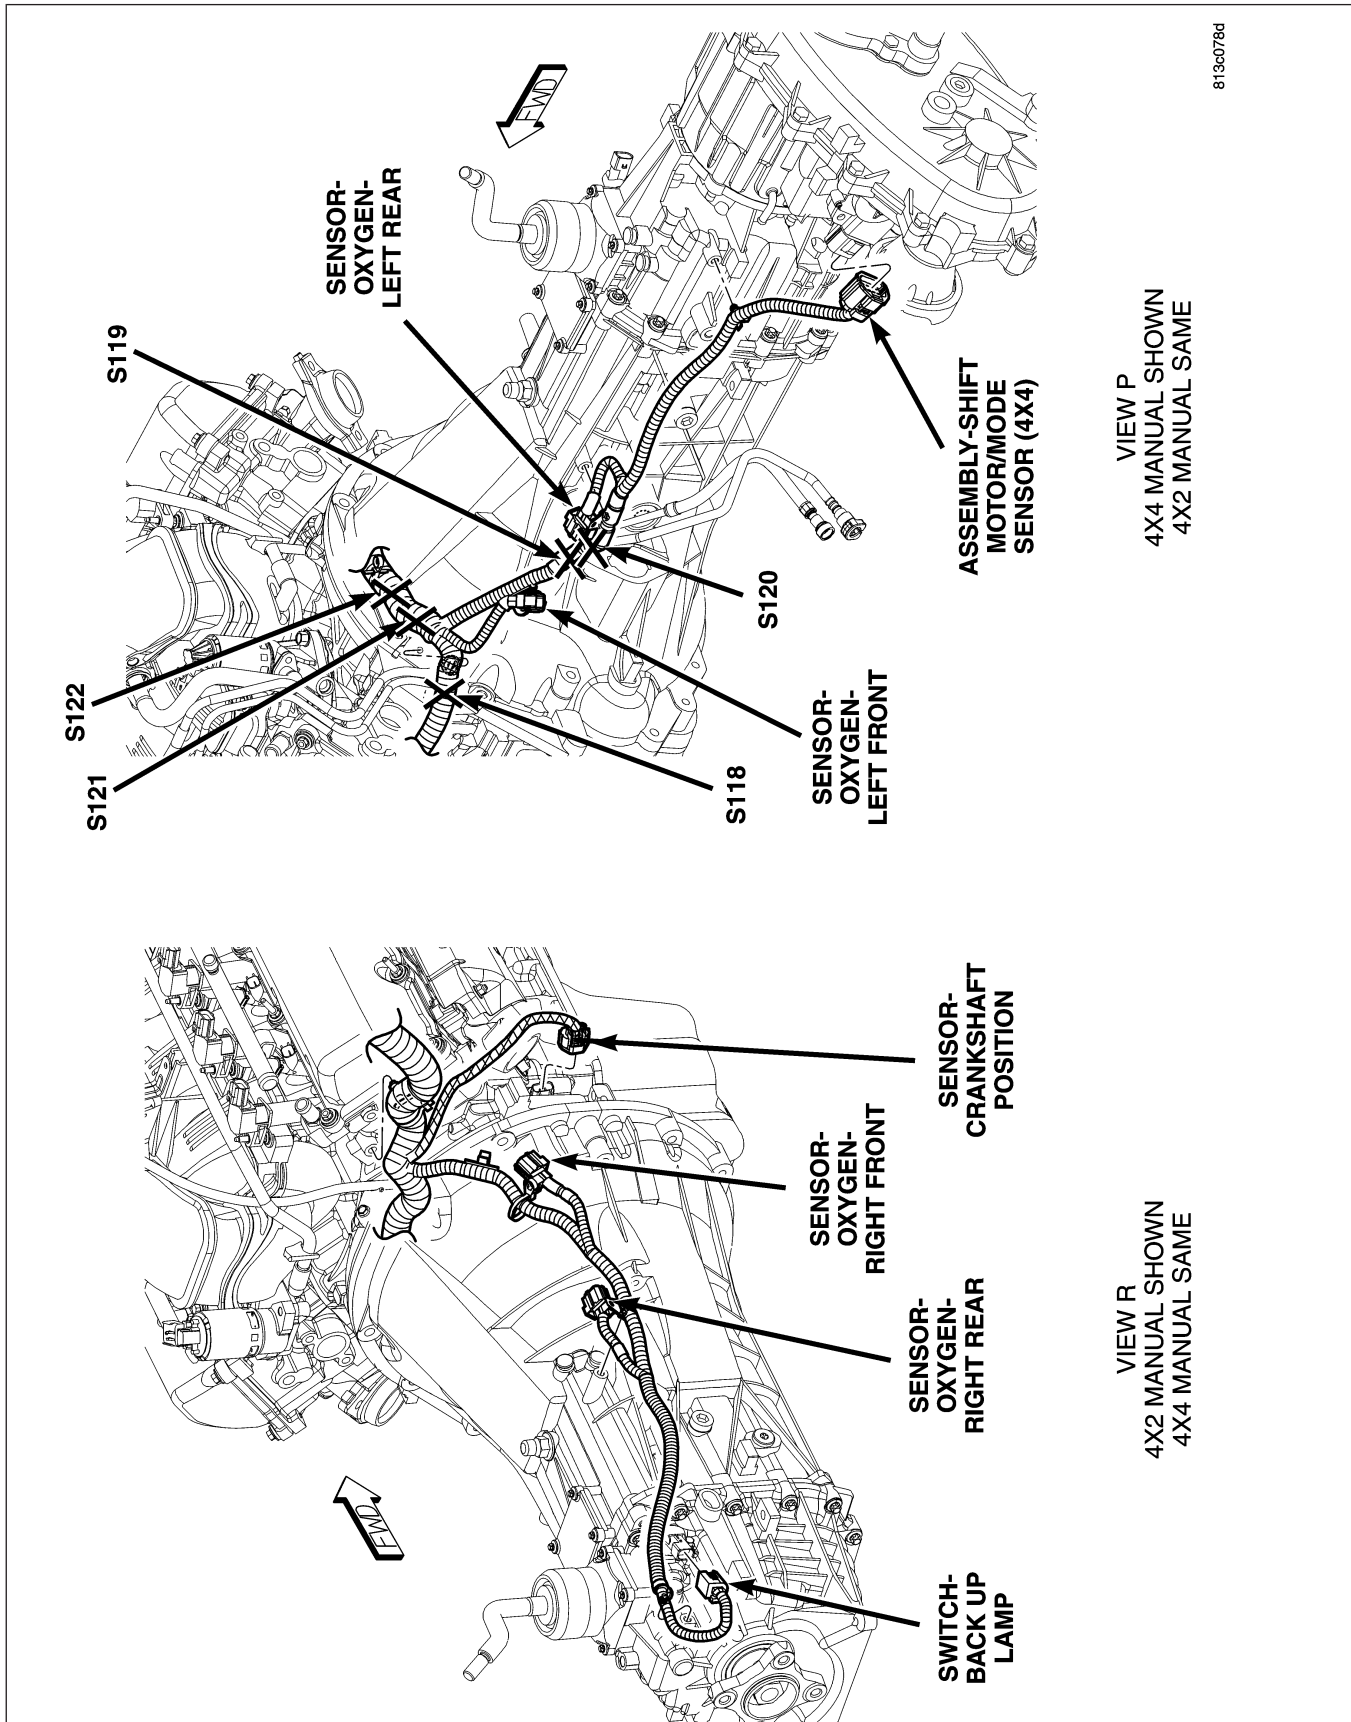 SWITCH-
BACK UP
LAMP
SENSOR-
OXYGEN-
RIGHT REAR
SENSOR-
OXYGEN-
RIGHT FRONT
SENSOR-
CRANKSHAFT
POSITION
FWD
VIEW R
4X2 MANUAL SHOWN
4X4 MANUAL SAME
S121
S122
S119
SENSOR-
OXYGEN-
LEFT REAR
FWD
S118
SENSOR-
OXYGEN-
LEFT FRONT
S120
ASSEMBLY-SHIFT
MOTOR/MODE
SENSOR (4X4)
VIEW P
4X4 MANUAL SHOWN
4X2 MANUAL SAME
813c078d